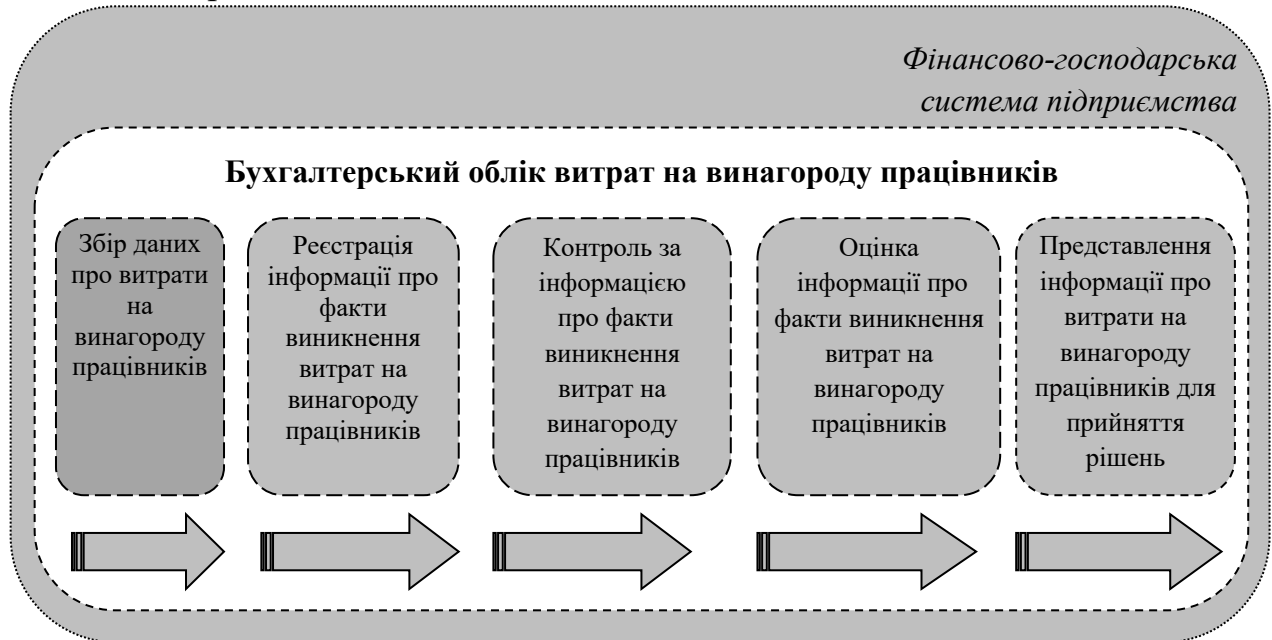 Фінансово-господарська
система підприємства
Бухгалтерський облік витрат на винагороду працівників
Збір даних
про витрати
на
винагороду
працівників
Реєстрація
інформації про
факти
виникнення
витрат на
винагороду
працівників
Контроль за
інформацією
про факти
виникнення
витрат на
винагороду
працівників
Оцінка
інформації про
факти виникнення
витрат на
винагороду
працівників
Представлення
інформації про
витрати на
винагороду
працівників для
прийняття
рішень